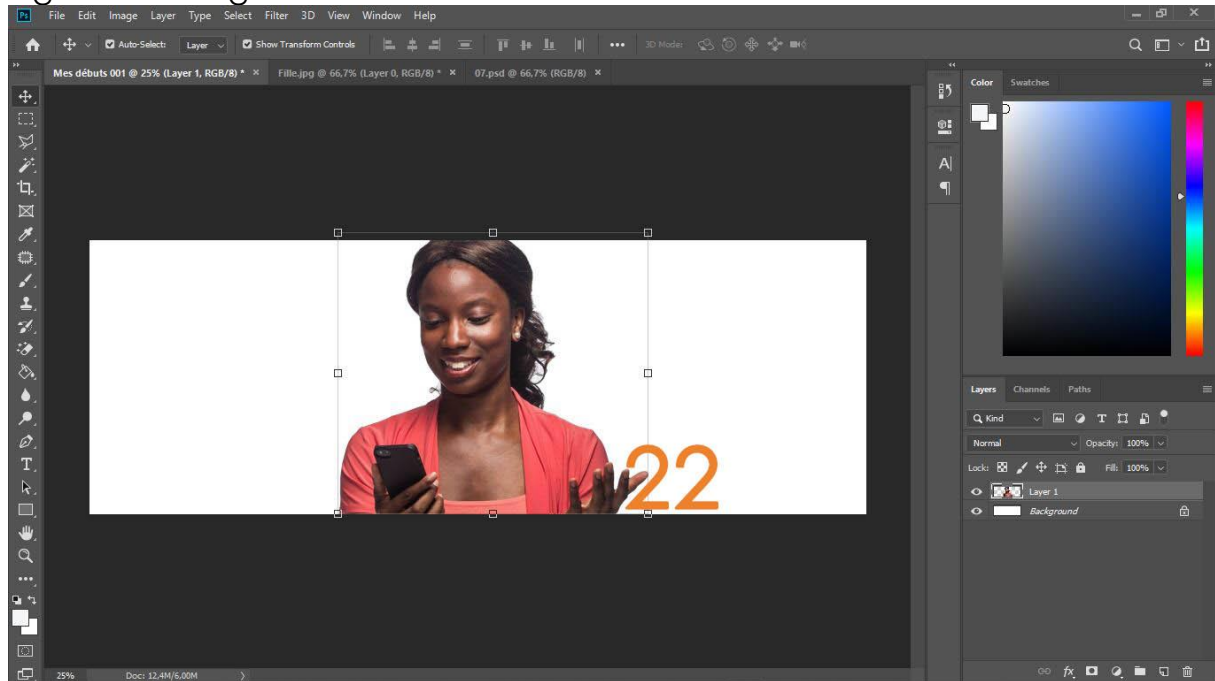 Ps File Edit Image Layer Type Select Filter 3D View Window Help
Auto-Select: Layer Show Transform Controls 3D Mode:
Mes débuts 001 @ 25% (Layer 1, RGB/8) * × Fille.jpg @ 66,7% (Layer 0, RGB/8) * × 07.psd @ 66,7% (RGB/8) ×
Color Swatches
22
Layers Channels Paths
Kind
Normal Opacity: 100%
Lock: Fill: 100%
Layer 1
Background
25% Doc: 12,4M/6,00M